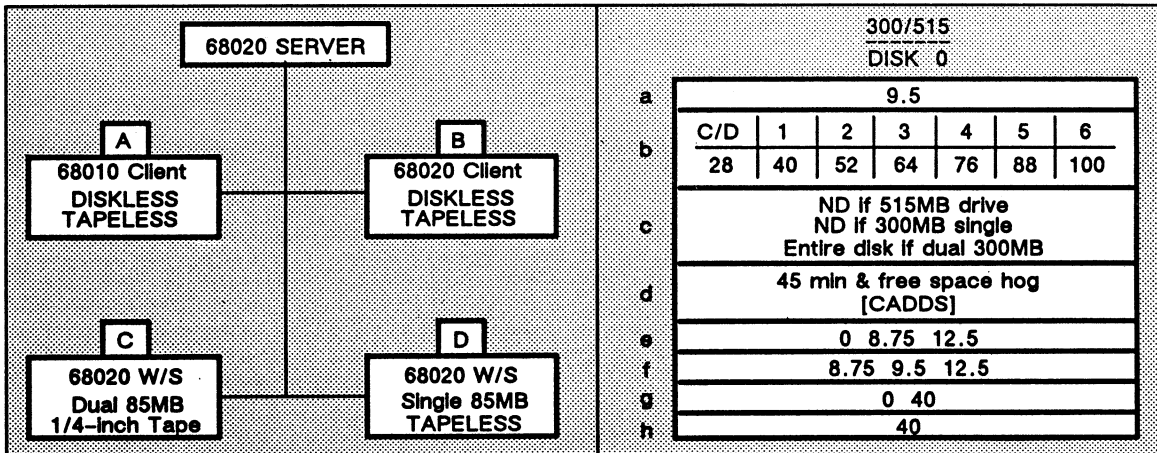 68020 SERVER
A
68010 Client
DISKLESS
TAPELESS
B
68020 Client
DISKLESS
TAPELESS
C
68020 W/S
Dual 85MB
1/4-inch Tape
D
68020 W/S
Single 85MB
TAPELESS
300/515
DISK 0
a 9.5
b C/D 1 2 3 4 5 6
28 40 52 64 76 88 100
c ND if 515MB drive
ND if 300MB single
Entire disk if dual 300MB
d 45 min & free space hog
[CADDS]
e 0 8.75 12.5
f 8.75 9.5 12.5
g 0 40
h 40